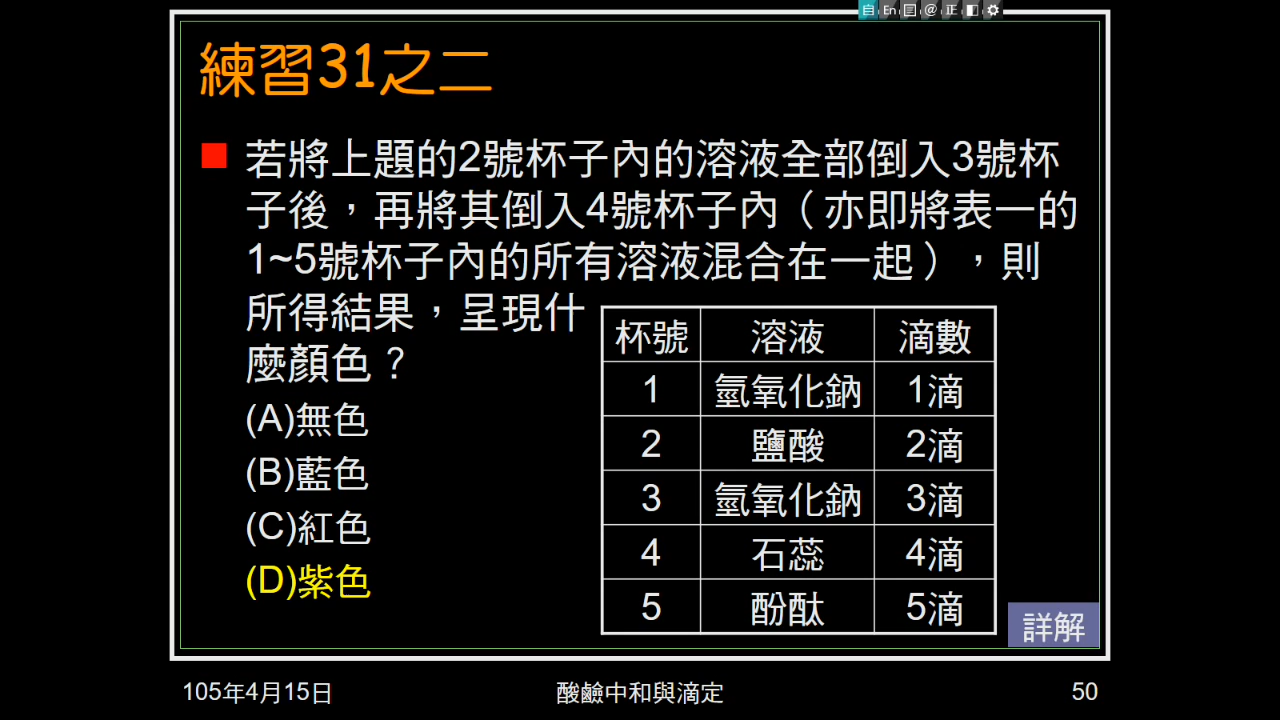 自 En @ 正
練習31之二
若將上題的2號杯子內的溶液全部倒入3號杯
子後，再將其倒入4號杯子內（亦即將表一的
1~5號杯子內的所有溶液混合在一起），則
所得結果，呈現什
麼顏色？
(A)無色
(B)藍色
(C)紅色
(D)紫色
杯號 溶液 滴數
1 氫氧化鈉 1滴
2 鹽酸 2滴
3 氫氧化鈉 3滴
4 石蕊 4滴
5 酚酞 5滴
詳解
105年4月15日 酸鹼中和與滴定 50